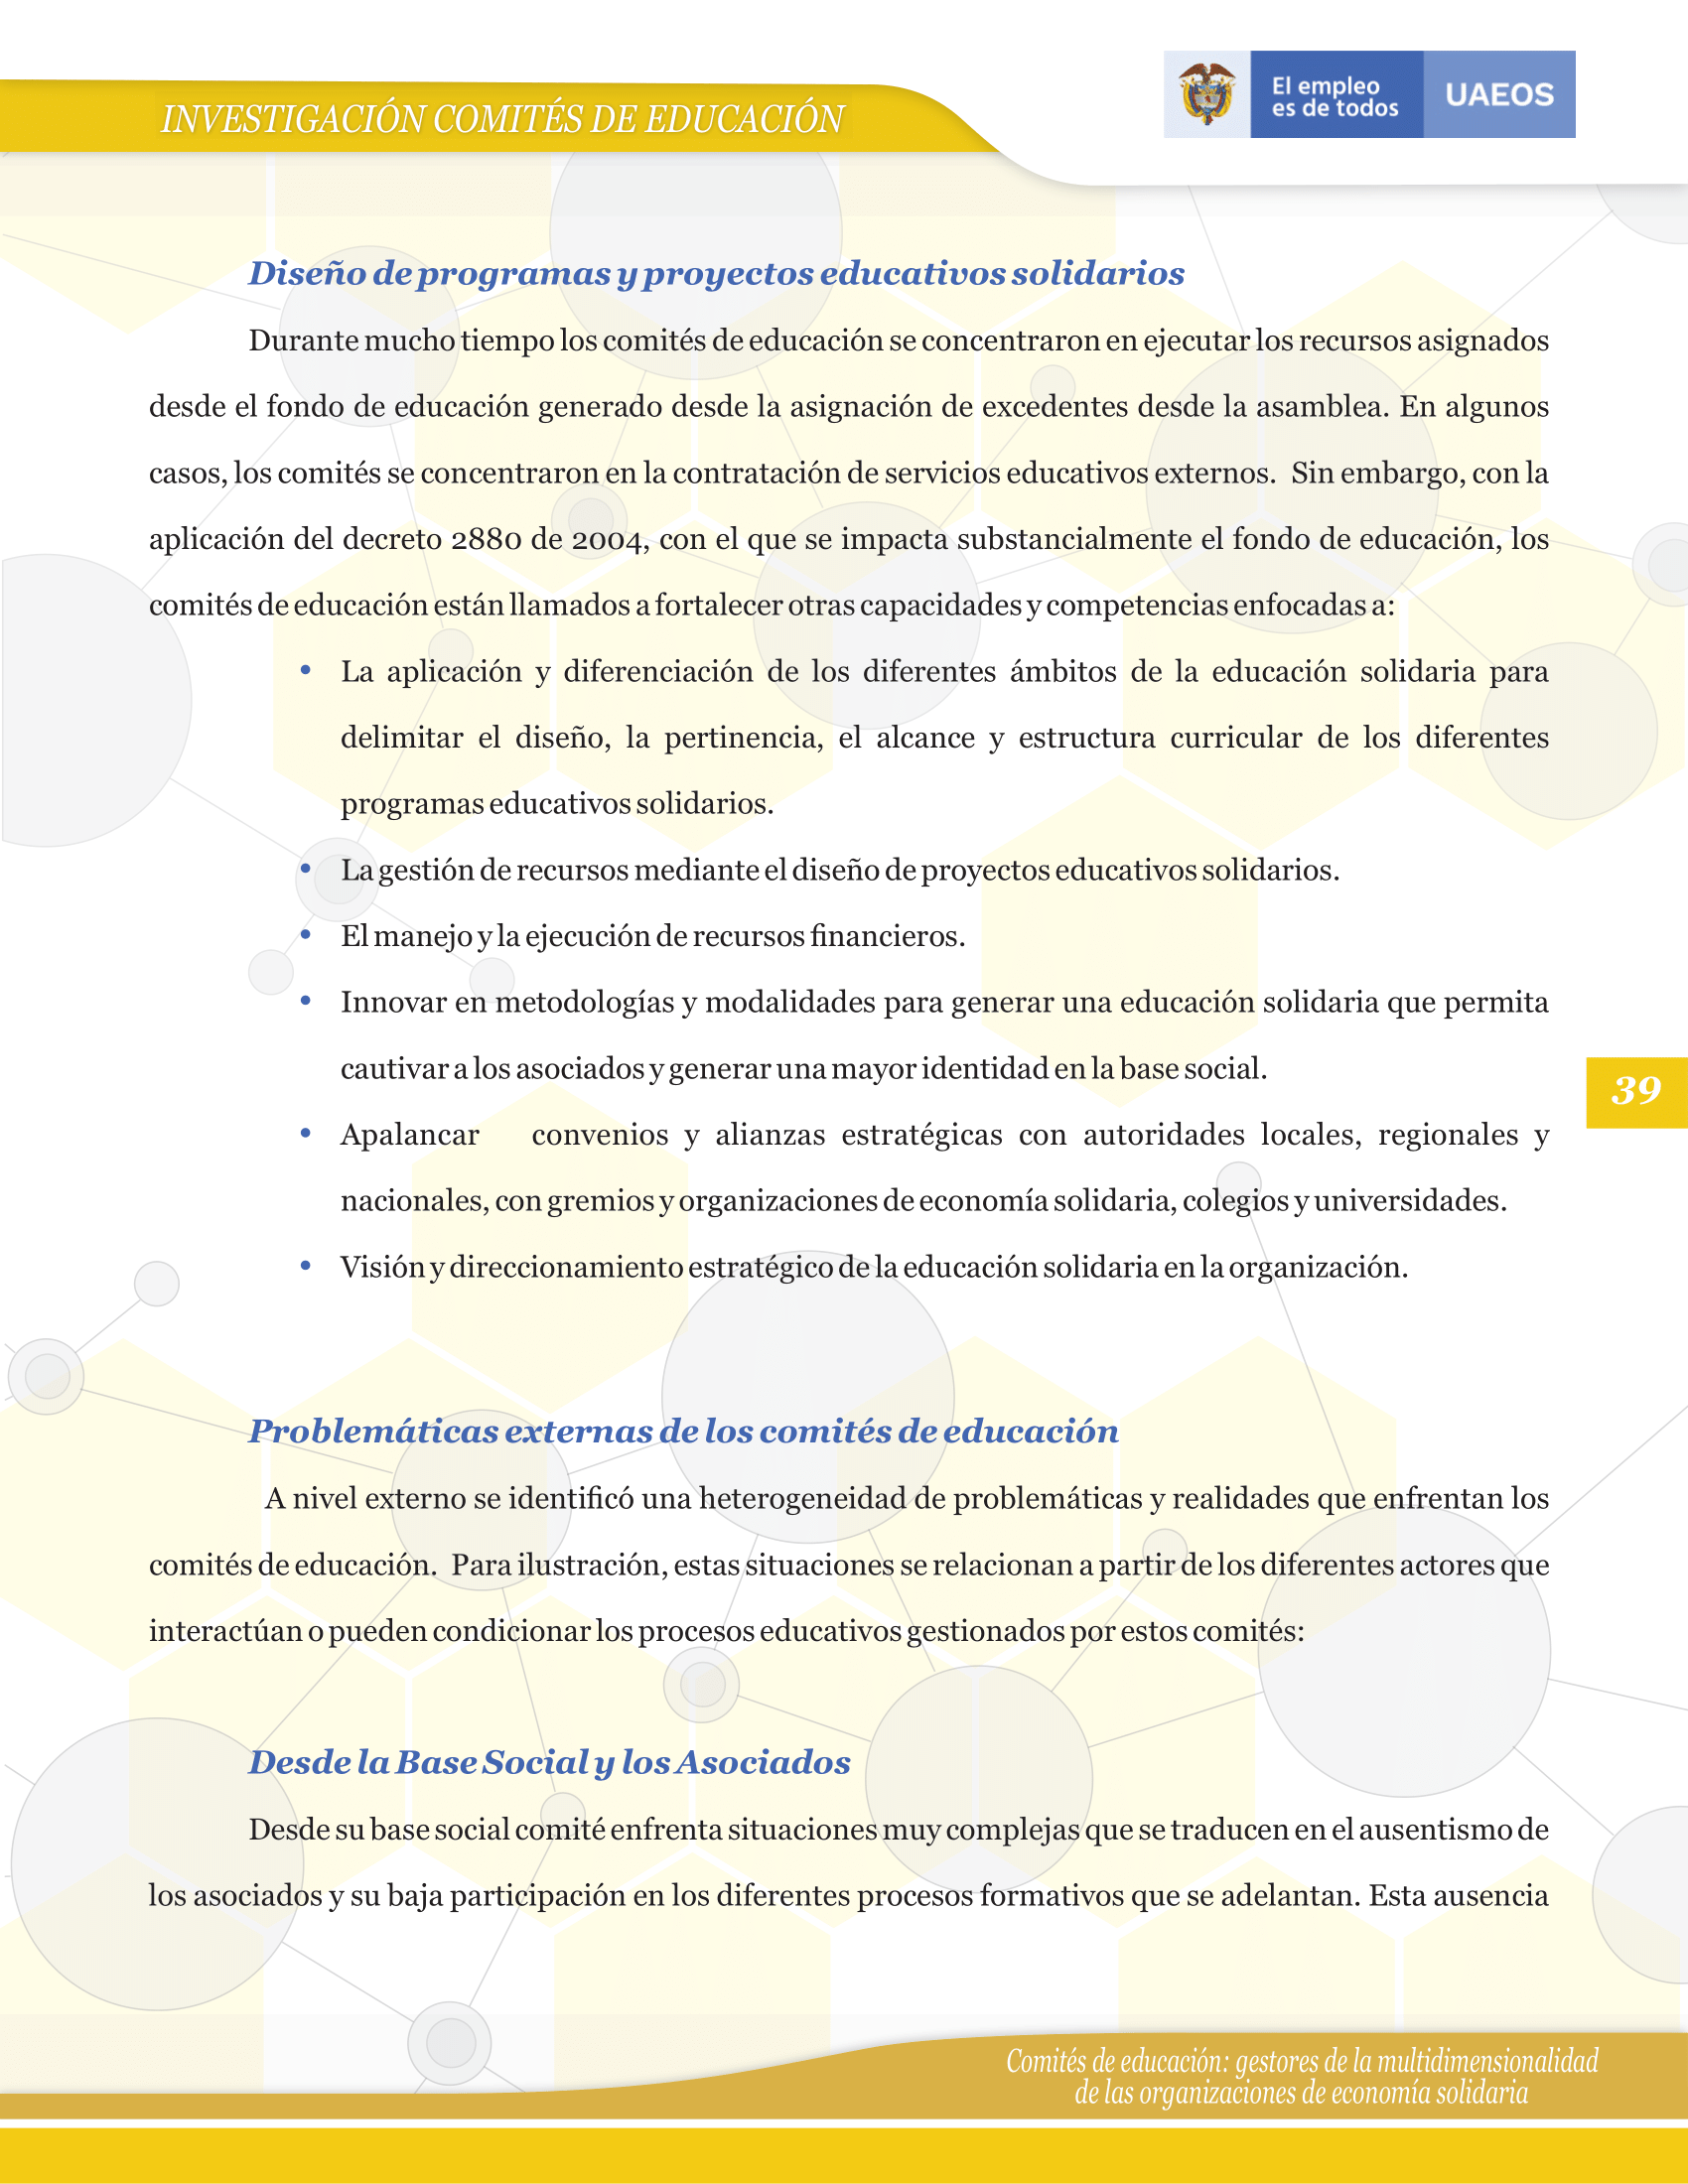 INVESTIGACIÓN COMITÉS DE EDUCACIÓN
El empleo
es de todos
UAEOS
Diseño de programas y proyectos educativos solidarios
Durante mucho tiempo los comités de educación se concentraron en ejecutar los recursos asignados
desde el fondo de educación generado desde la asignación de excedentes desde la asamblea. En algunos
casos, los comités se concentraron en la contratación de servicios educativos externos.  Sin embargo, con la
aplicación del decreto 2880 de 2004, con el que se impacta substancialmente el fondo de educación, los
comités de educación están llamados a fortalecer otras capacidades y competencias enfocadas a:
• La aplicación y diferenciación de los diferentes ámbitos de la educación solidaria para
delimitar el diseño, la pertinencia, el alcance y estructura curricular de los diferentes
programas educativos solidarios.
• La gestión de recursos mediante el diseño de proyectos educativos solidarios.
• El manejo y la ejecución de recursos financieros.
• Innovar en metodologías y modalidades para generar una educación solidaria que permita
cautivar a los asociados y generar una mayor identidad en la base social.
• Apalancar  convenios y alianzas estratégicas con autoridades locales, regionales y
nacionales, con gremios y organizaciones de economía solidaria, colegios y universidades.
• Visión y direccionamiento estratégico de la educación solidaria en la organización.
39
Problemáticas externas de los comités de educación
A nivel externo se identificó una heterogeneidad de problemáticas y realidades que enfrentan los
comités de educación.  Para ilustración, estas situaciones se relacionan a partir de los diferentes actores que
interactúan o pueden condicionar los procesos educativos gestionados por estos comités:
Desde la Base Social y los Asociados
Desde su base social comité enfrenta situaciones muy complejas que se traducen en el ausentismo de
los asociados y su baja participación en los diferentes procesos formativos que se adelantan. Esta ausencia
Comités de educación: gestores de la multidimensionalidad
de las organizaciones de economía solidaria